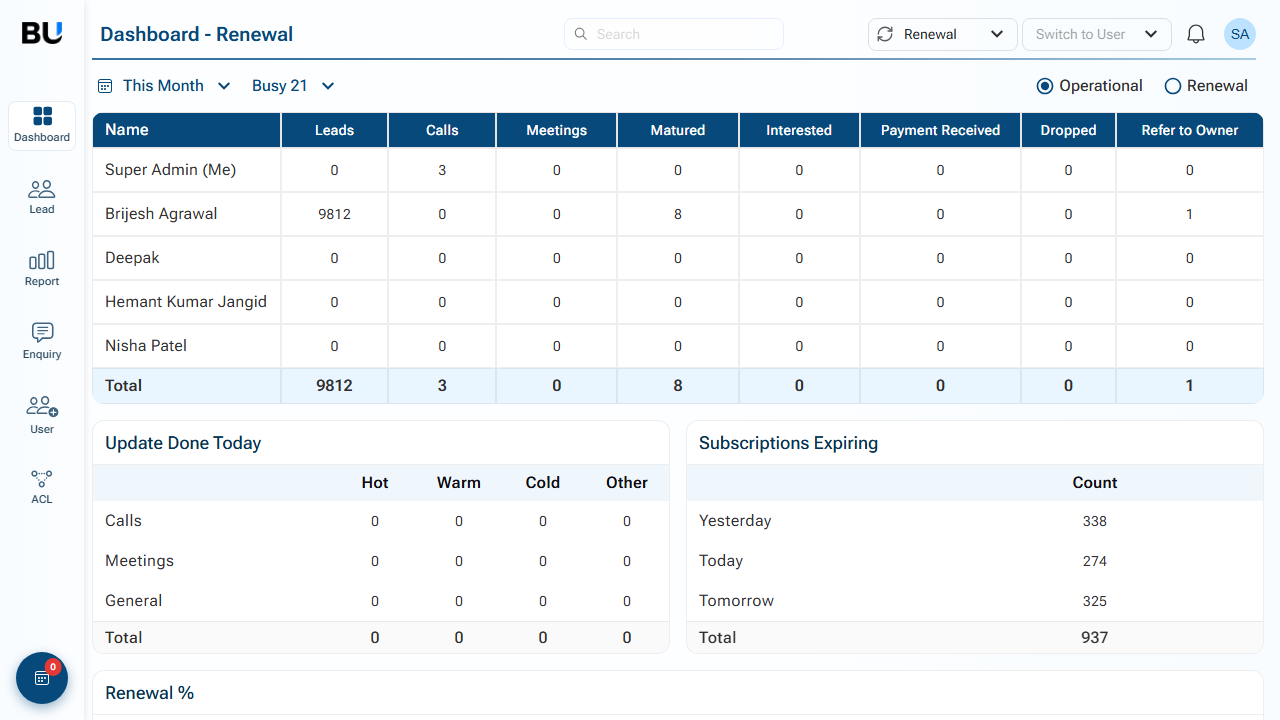 BU
Dashboard - Renewal
Search
Renewal
Switch to User
SA
This Month
Busy 21
Operational
Renewal
Dashboard
Lead
Report
Enquiry
User
ACL
0
Name Leads Calls Meetings Matured Interested Payment Received Dropped Refer to Owner
Super Admin (Me) 0 3 0 0 0 0 0 0
Brijesh Agrawal 9812 0 0 8 0 0 0 1
Deepak 0 0 0 0 0 0 0 0
Hemant Kumar Jangid 0 0 0 0 0 0 0 0
Nisha Patel 0 0 0 0 0 0 0 0
Total 9812 3 0 8 0 0 0 1
Update Done Today
Hot Warm Cold Other
Calls 0 0 0 0
Meetings 0 0 0 0
General 0 0 0 0
Total 0 0 0 0
Subscriptions Expiring
Count
Yesterday 338
Today 274
Tomorrow 325
Total 937
Renewal %